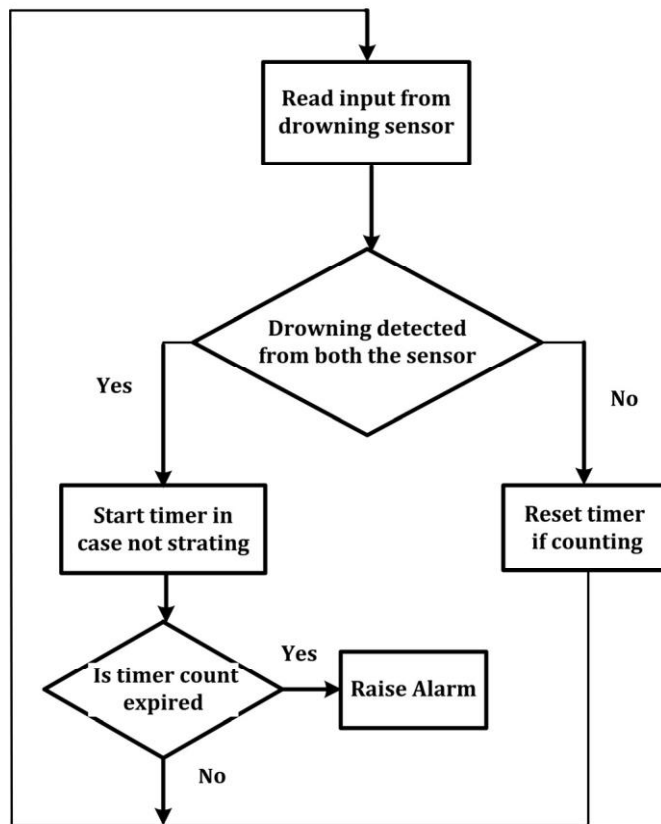 Read input from
drowning sensor
Drowning detected
from both the sensor
Yes
No
Start timer in
case not strating
Reset timer
if counting
Is timer count
expired
Yes
Raise Alarm
No